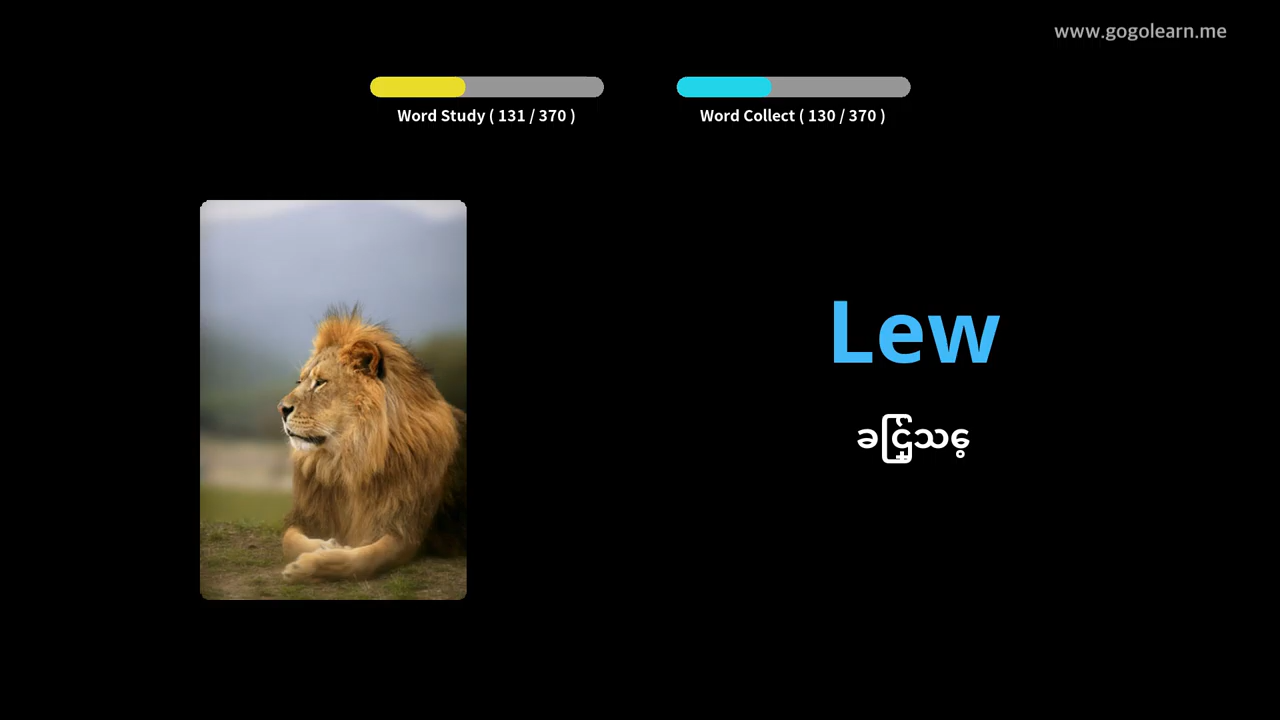 www.gogolearn.me
Word Study ( 131 / 370 )
Word Collect ( 130 / 370 )
Lew
ခြင်္သေ့